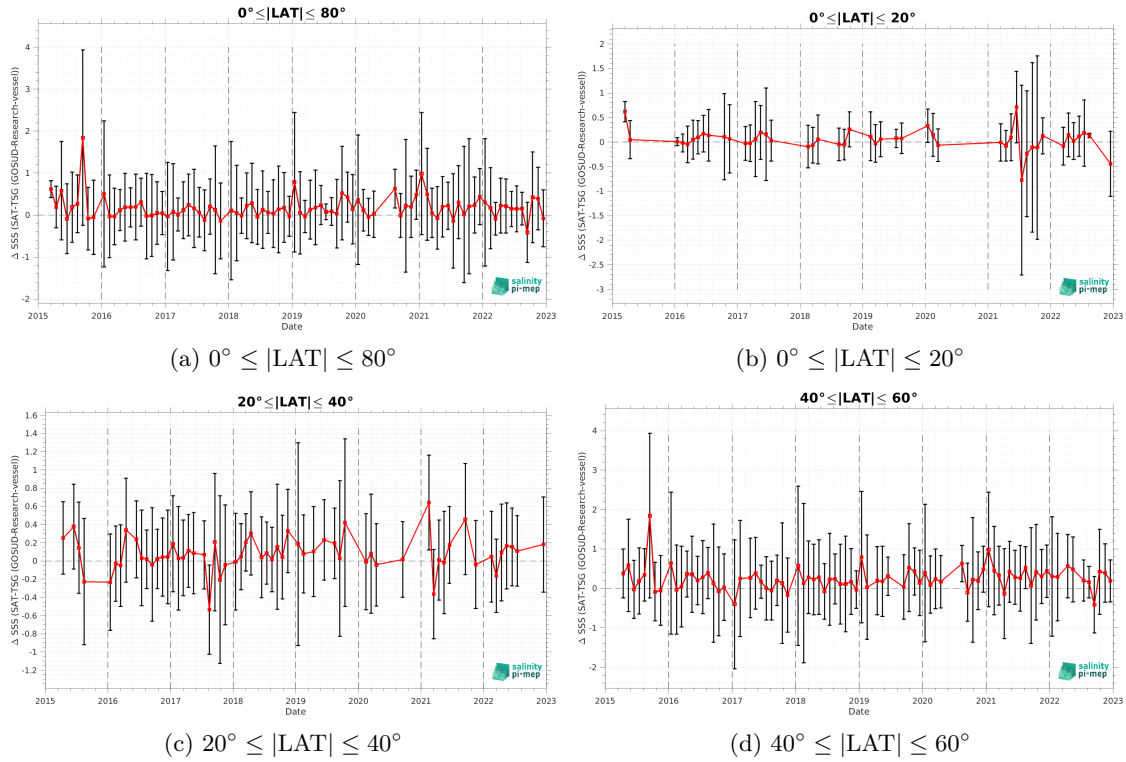 0°≤|LAT|≤ 80°
Δ SSS (SAT-TSG (GOSUD-Research-vessel))
4
3
2
1
0
-1
-2
2015 2016 2017 2018 2019 2020 2021 2022 2023
Date
salinity
pi-mep
(a) 0° ≤ |LAT| ≤ 80°
0°≤|LAT|≤ 20°
Δ SSS (SAT-TSG (GOSUD-Research-vessel))
2
1.5
1
0.5
0
-0.5
-1
-1.5
-2
-2.5
-3
2015 2016 2017 2018 2019 2020 2021 2022 2023
Date
salinity
pi-mep
(b) 0° ≤ |LAT| ≤ 20°
20°≤|LAT|≤ 40°
Δ SSS (SAT-TSG (GOSUD-Research-vessel))
1.6
1.4
1.2
1
0.8
0.6
0.4
0.2
0
-0.2
-0.4
-0.6
-0.8
-1
-1.2
2015 2016 2017 2018 2019 2020 2021 2022 2023
Date
salinity
pi-mep
(c) 20° ≤ |LAT| ≤ 40°
40°≤|LAT|≤ 60°
Δ SSS (SAT-TSG (GOSUD-Research-vessel))
4
3
2
1
0
-1
-2
2015 2016 2017 2018 2019 2020 2021 2022 2023
Date
salinity
pi-mep
(d) 40° ≤ |LAT| ≤ 60°